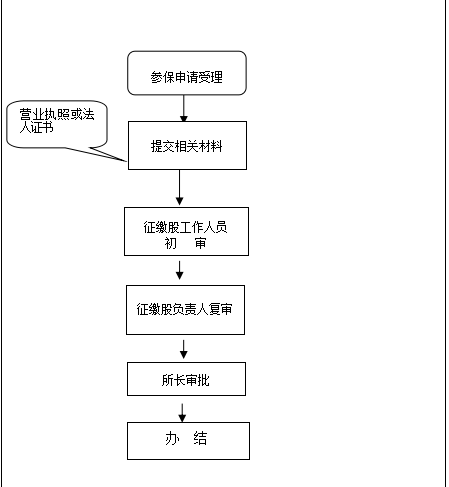 参保申请受理
营业执照或法
人证书
提交相关材料
征缴股工作人员
初 审
征缴股负责人复审
所长审批
办 结